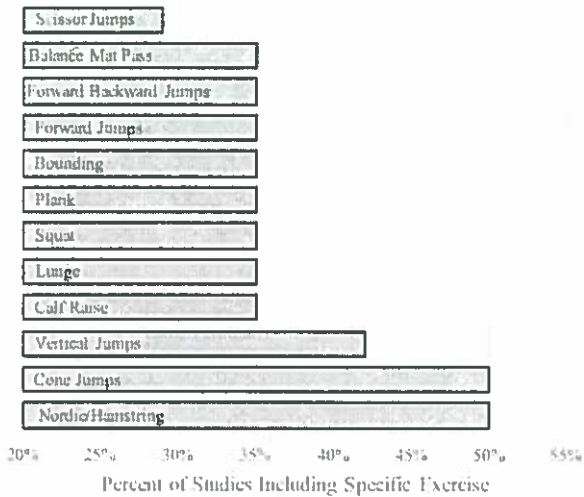 Scissor Jumps
Balance Mat Pass
Forward Backward Jumps
Forward Jumps
Bounding
Plank
Squat
Lunge
Calf Raise
Vertical Jumps
Cone Jumps
Nordic/Hamstring
20% 25% 30% 35% 40% 45% 50% 55%
Percent of Studies Including Specific Exercise